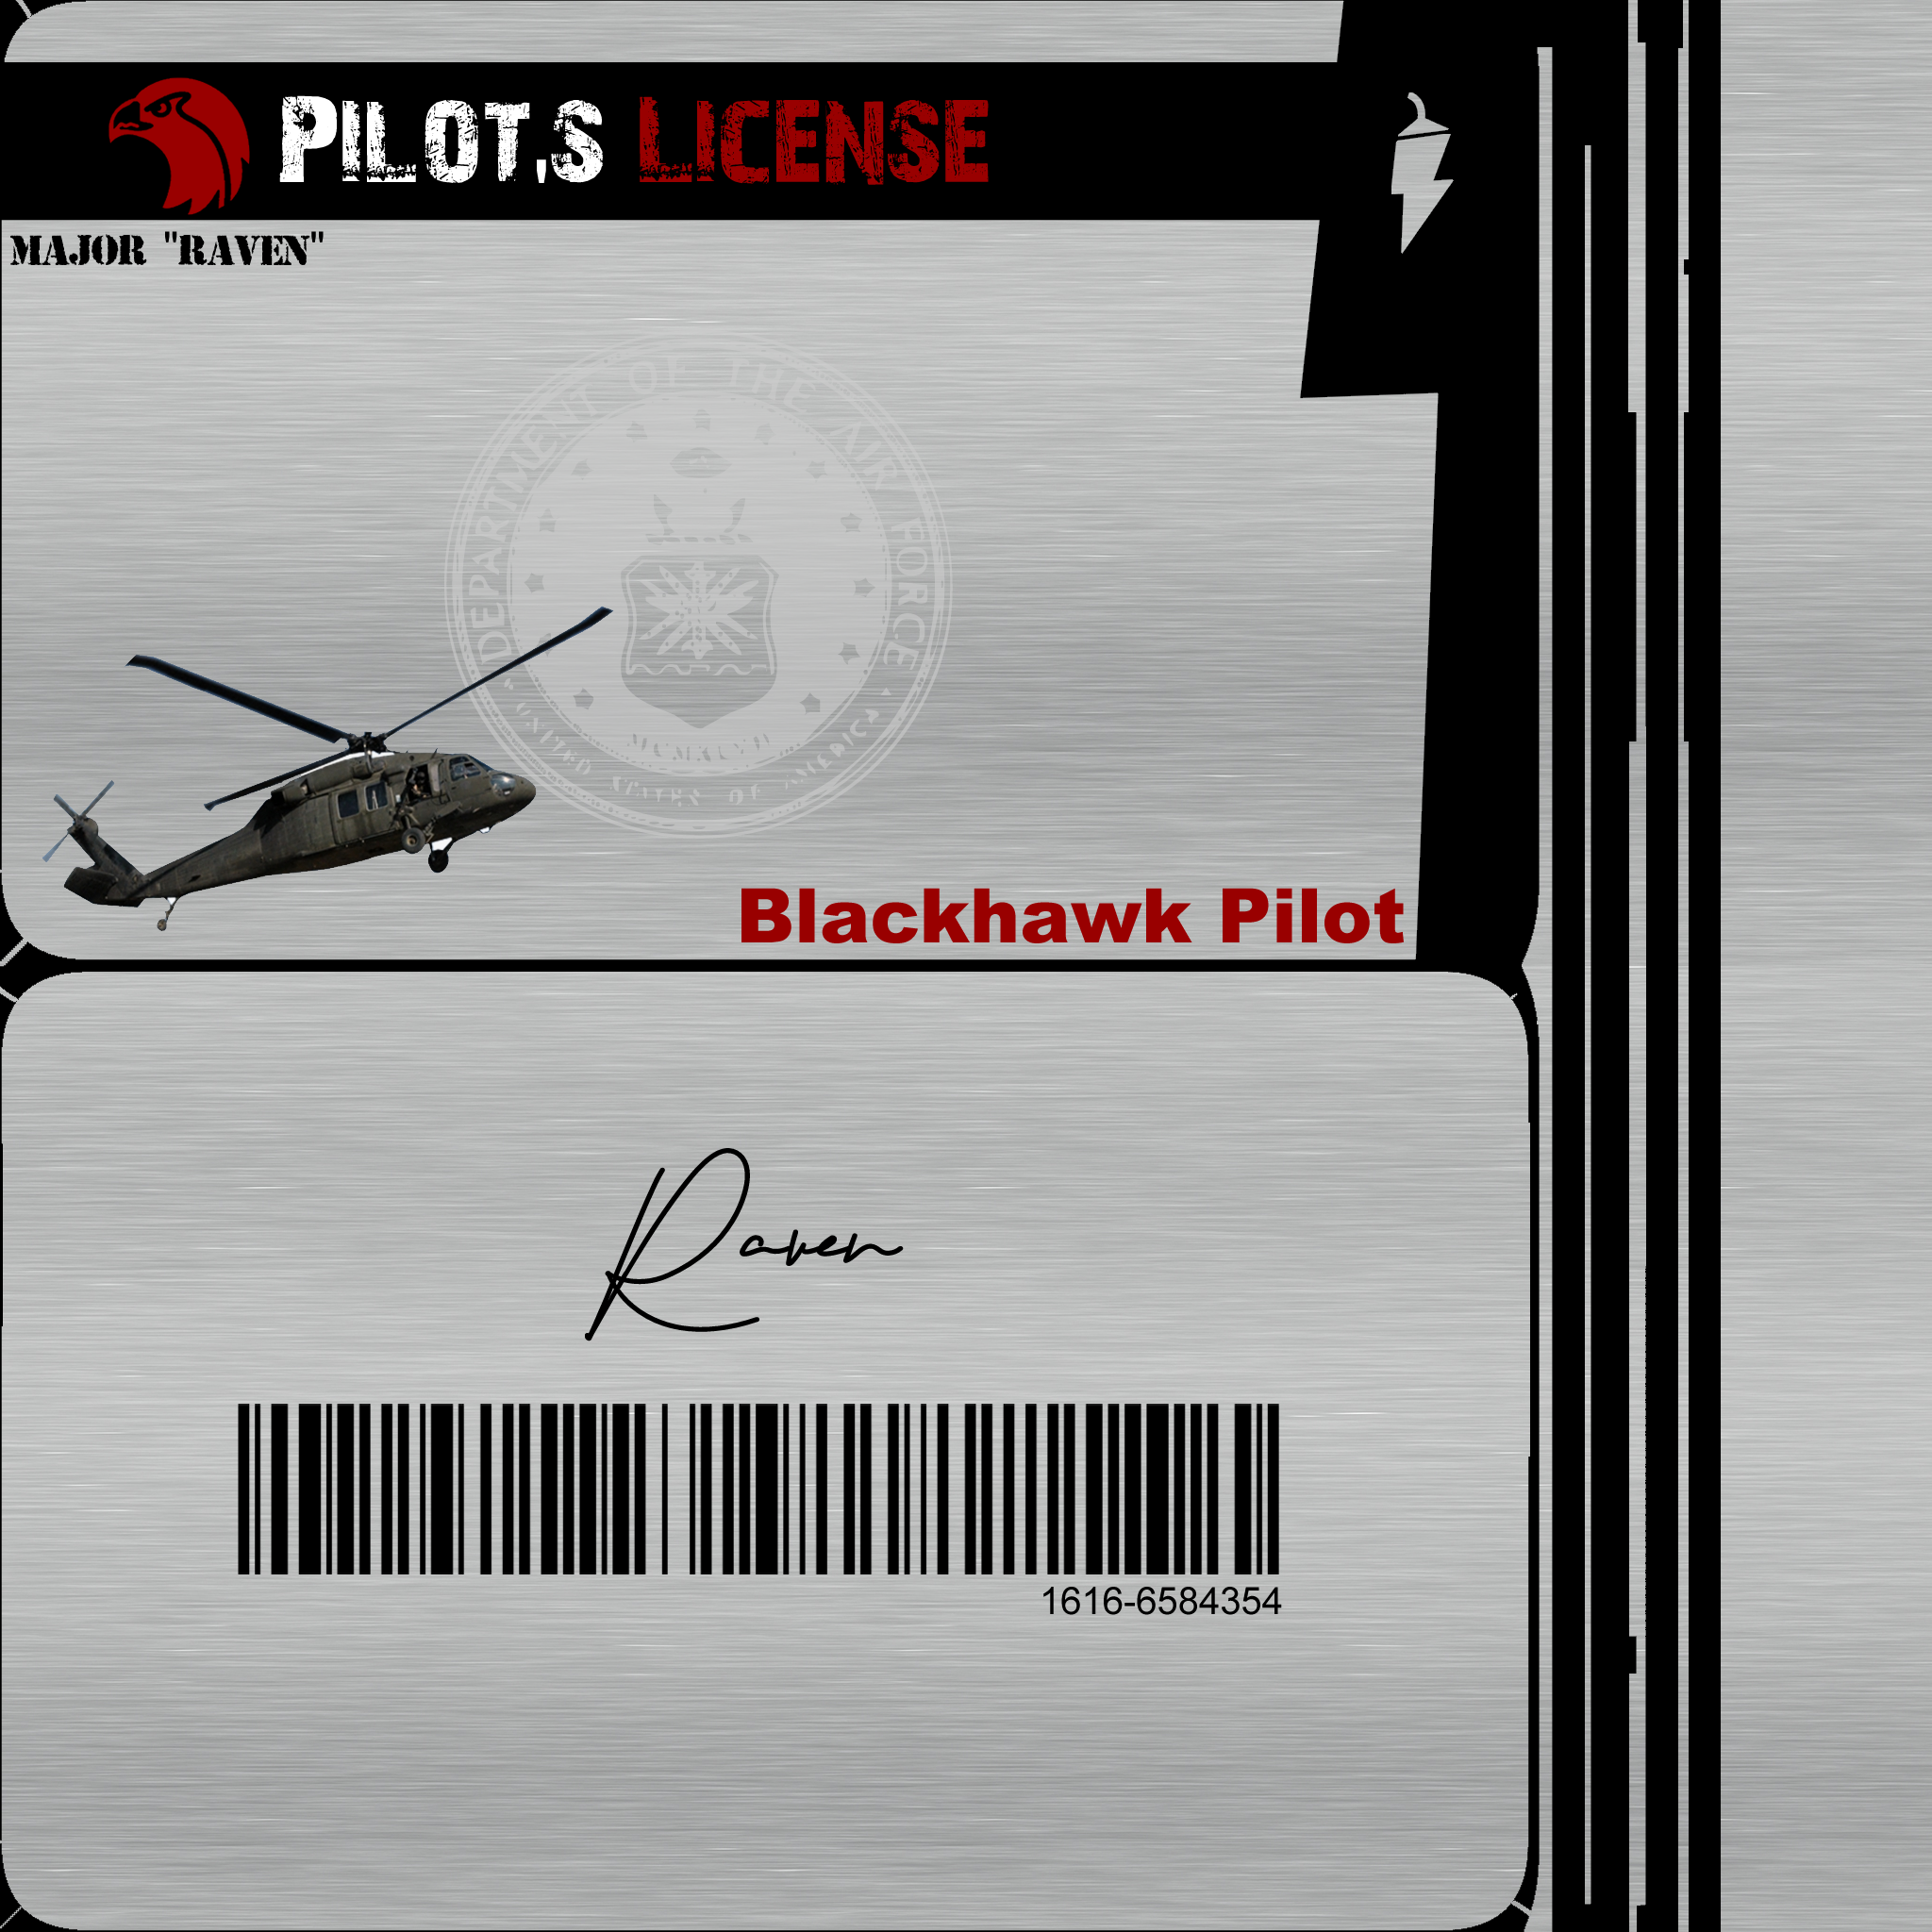 PILOT,S LICENSE
MAJOR "RAVEN"
DEPARTMENT OF THE AIR FORCE
UNITED STATES OF AMERICA
Blackhawk Pilot
Raven
1616-6584354